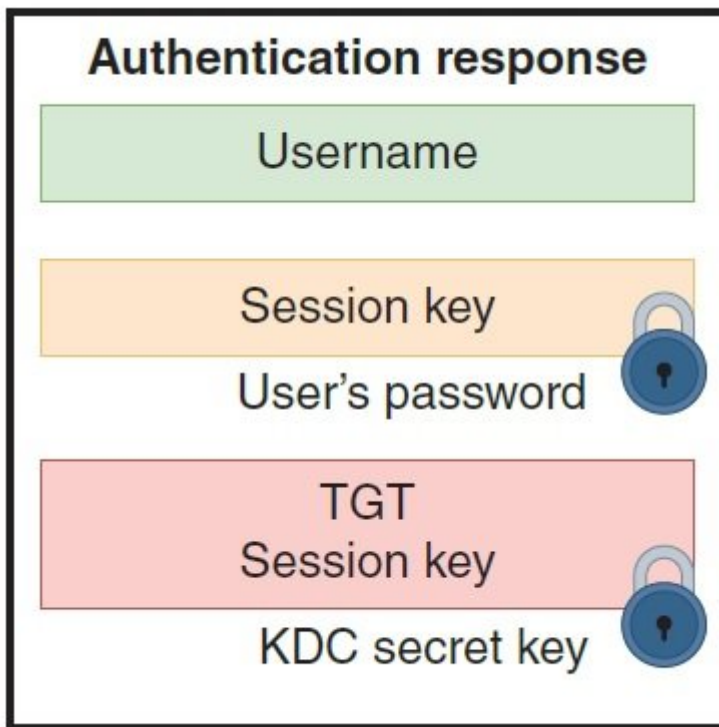 Authentication response
Username
Session key
User's password
TGT
Session key
KDC secret key